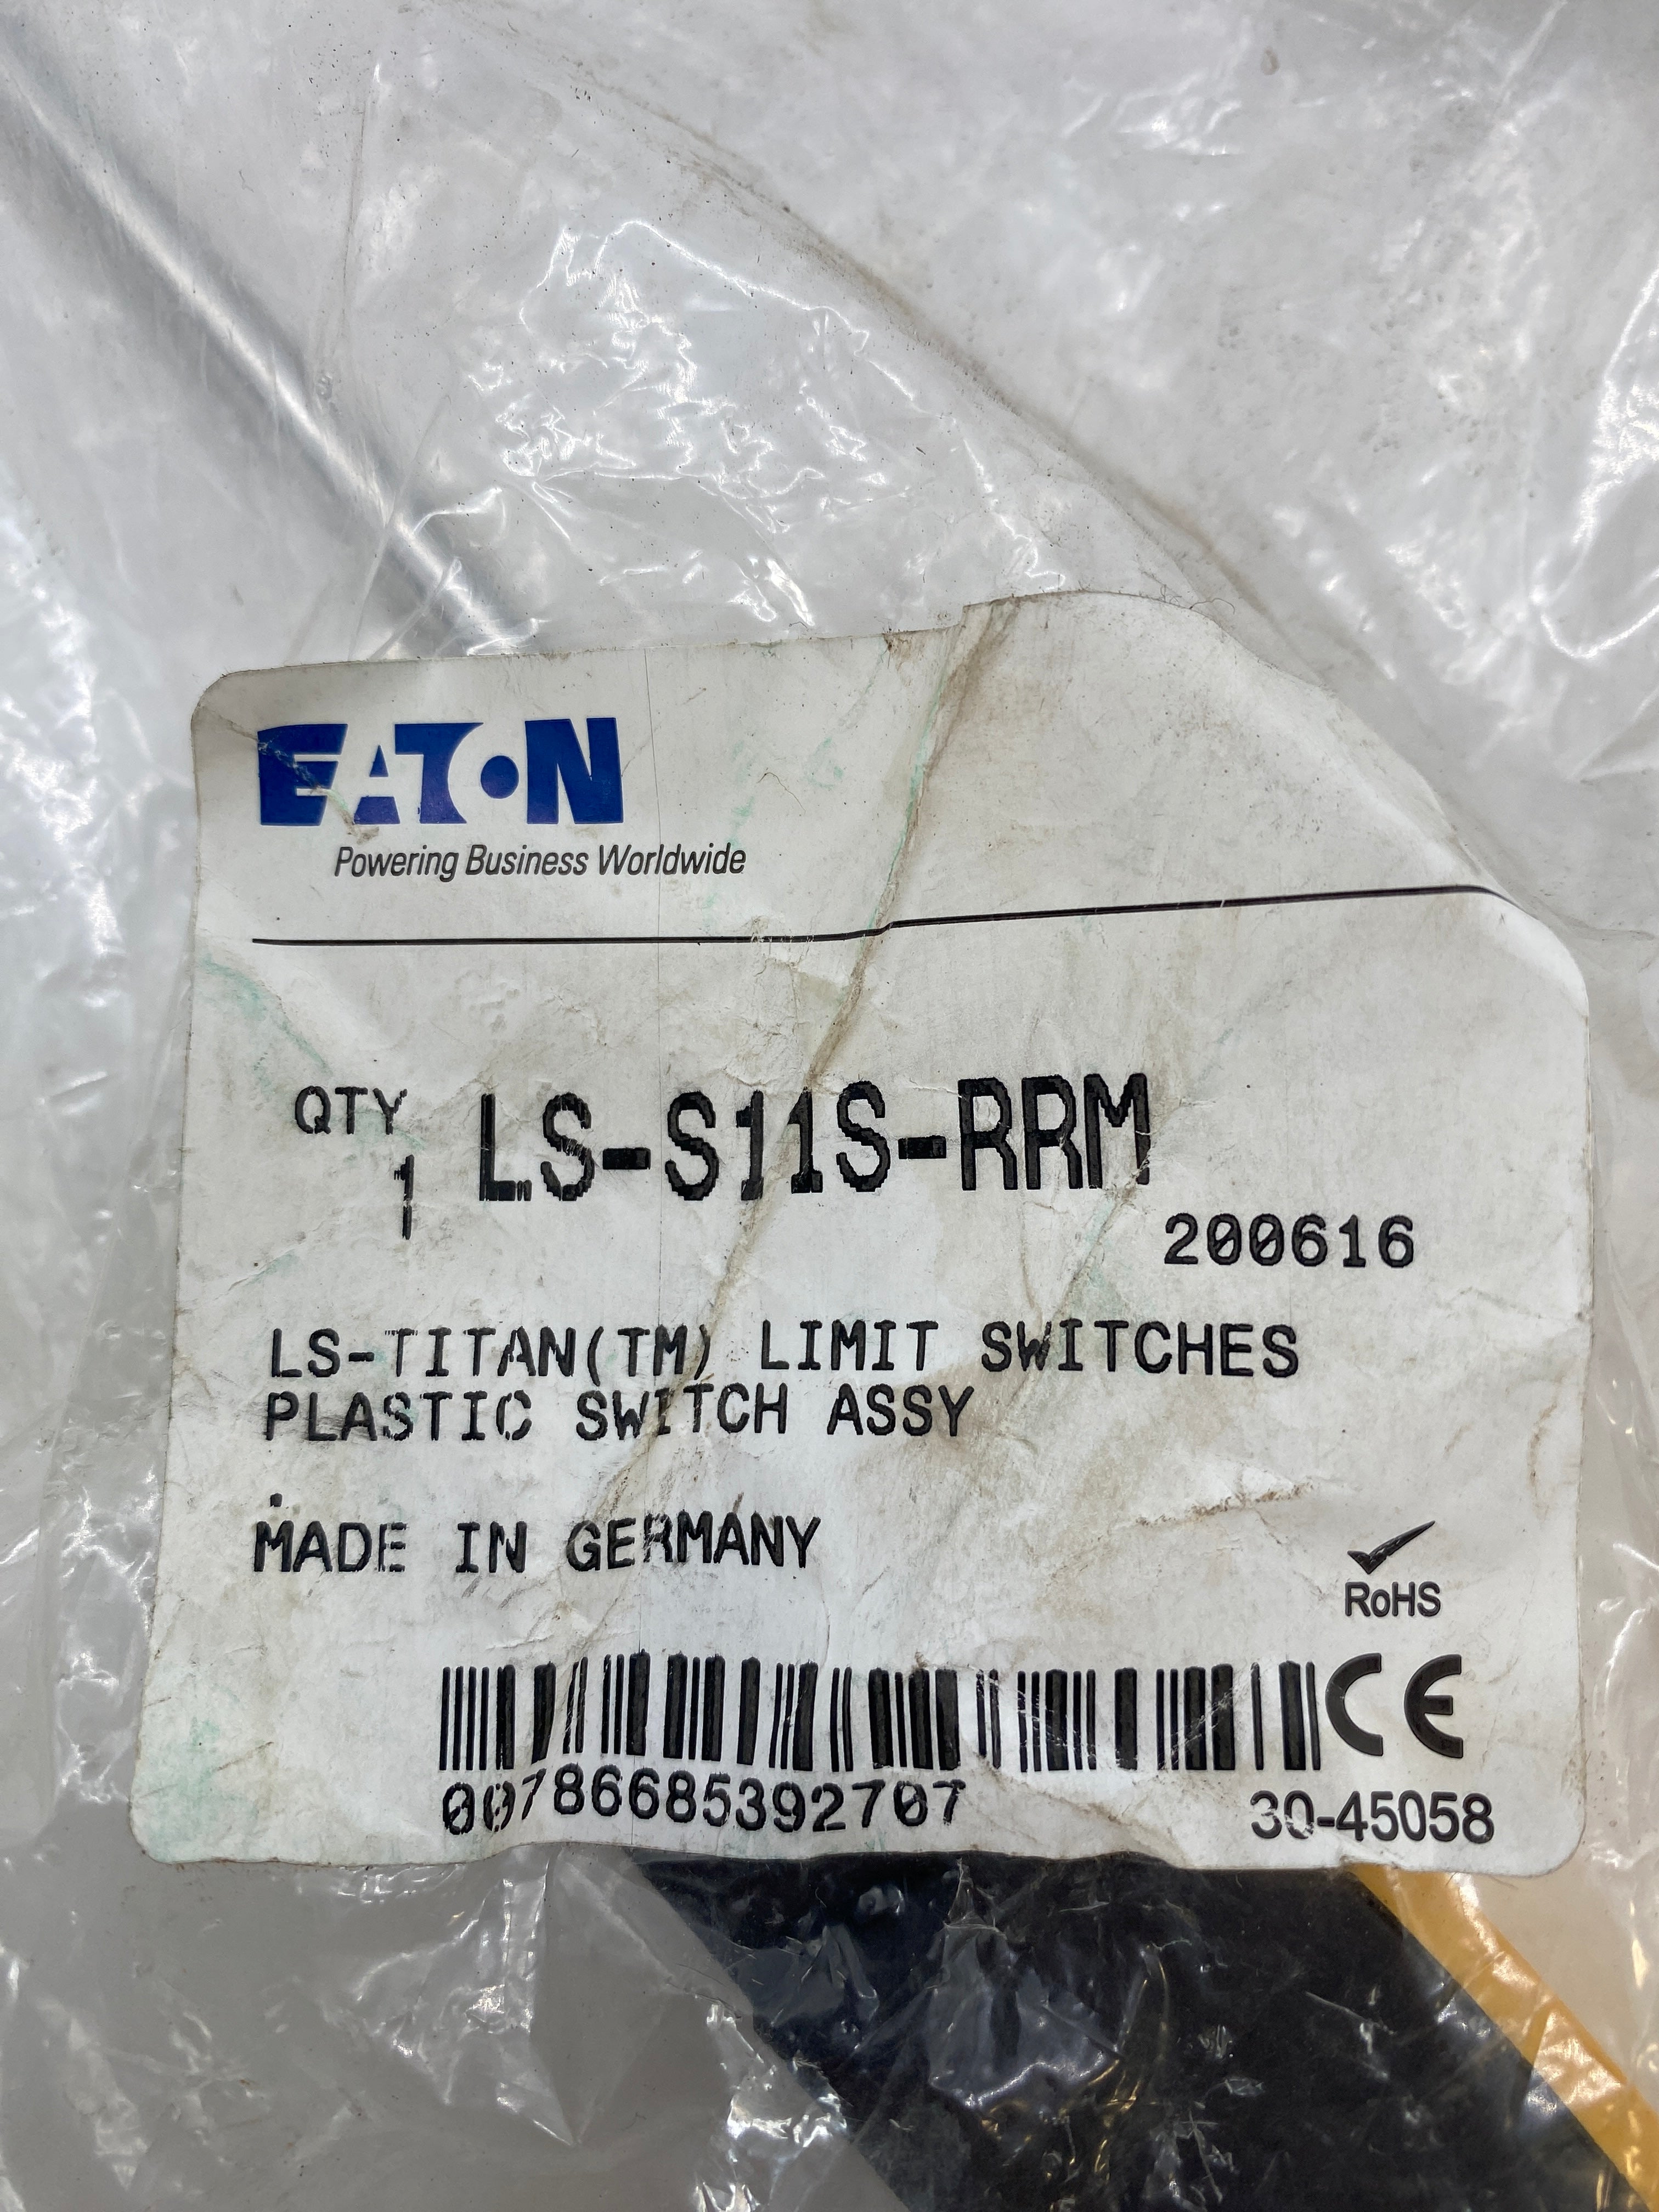 EATON
Powering Business Worldwide
QTY
1 LS-S11S-RRM
200616
LS-TITAN(TM) LIMIT SWITCHES
PLASTIC SWITCH ASSY
MADE IN GERMANY
RoHS
CE
00786685392707
30-45058